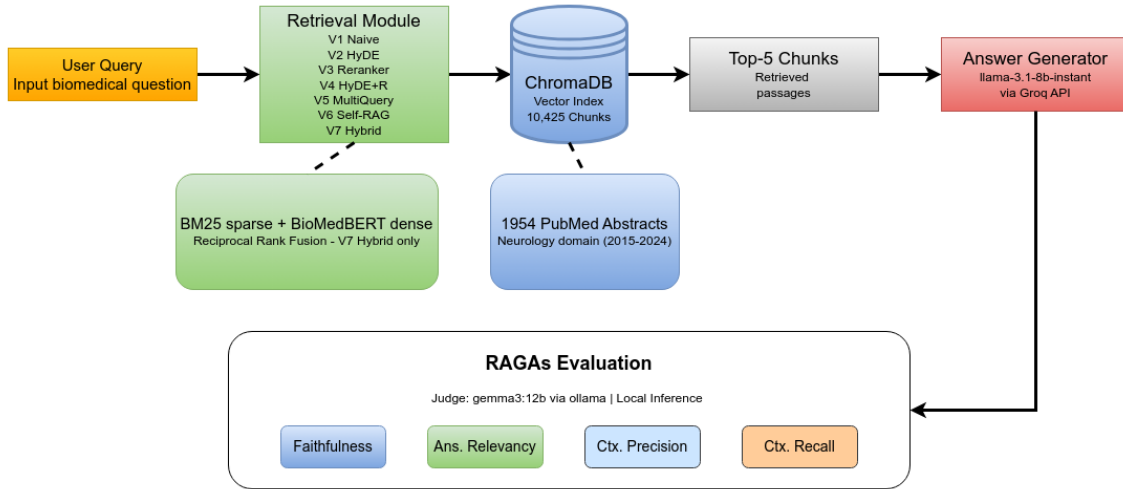 User Query
Input biomedical question
Retrieval Module
V1 Naive
V2 HyDE
V3 Reranker
V4 HyDE+R
V5 MultiQuery
V6 Self-RAG
V7 Hybrid
ChromaDB
Vector Index
10,425 Chunks
Top-5 Chunks
Retrieved
passages
Answer Generator
llama-3.1-8b-instant
via Groq API
BM25 sparse + BioMedBERT dense
Reciprocal Rank Fusion - V7 Hybrid only
1954 PubMed Abstracts
Neurology domain (2015-2024)
RAGAs Evaluation
Judge: gemma3:12b via ollama | Local Inference
Faithfulness
Ans. Relevancy
Ctx. Precision
Ctx. Recall